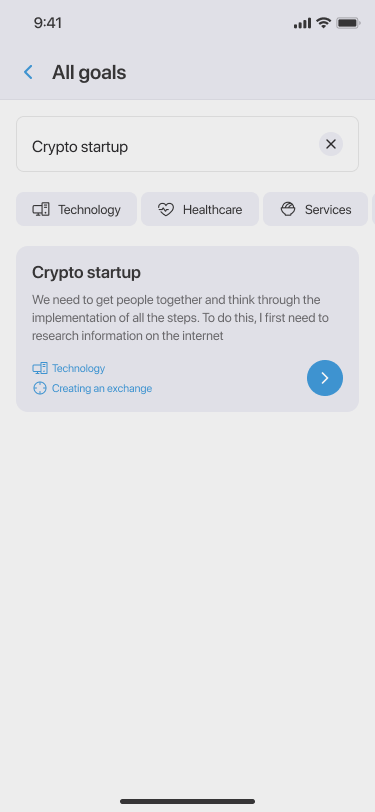 9:41
All goals
Crypto startup
Technology
Healthcare
Services
Crypto startup
We need to get people together and think through the
implementation of all the steps. To do this, I first need to
research information on the internet
Technology
Creating an exchange